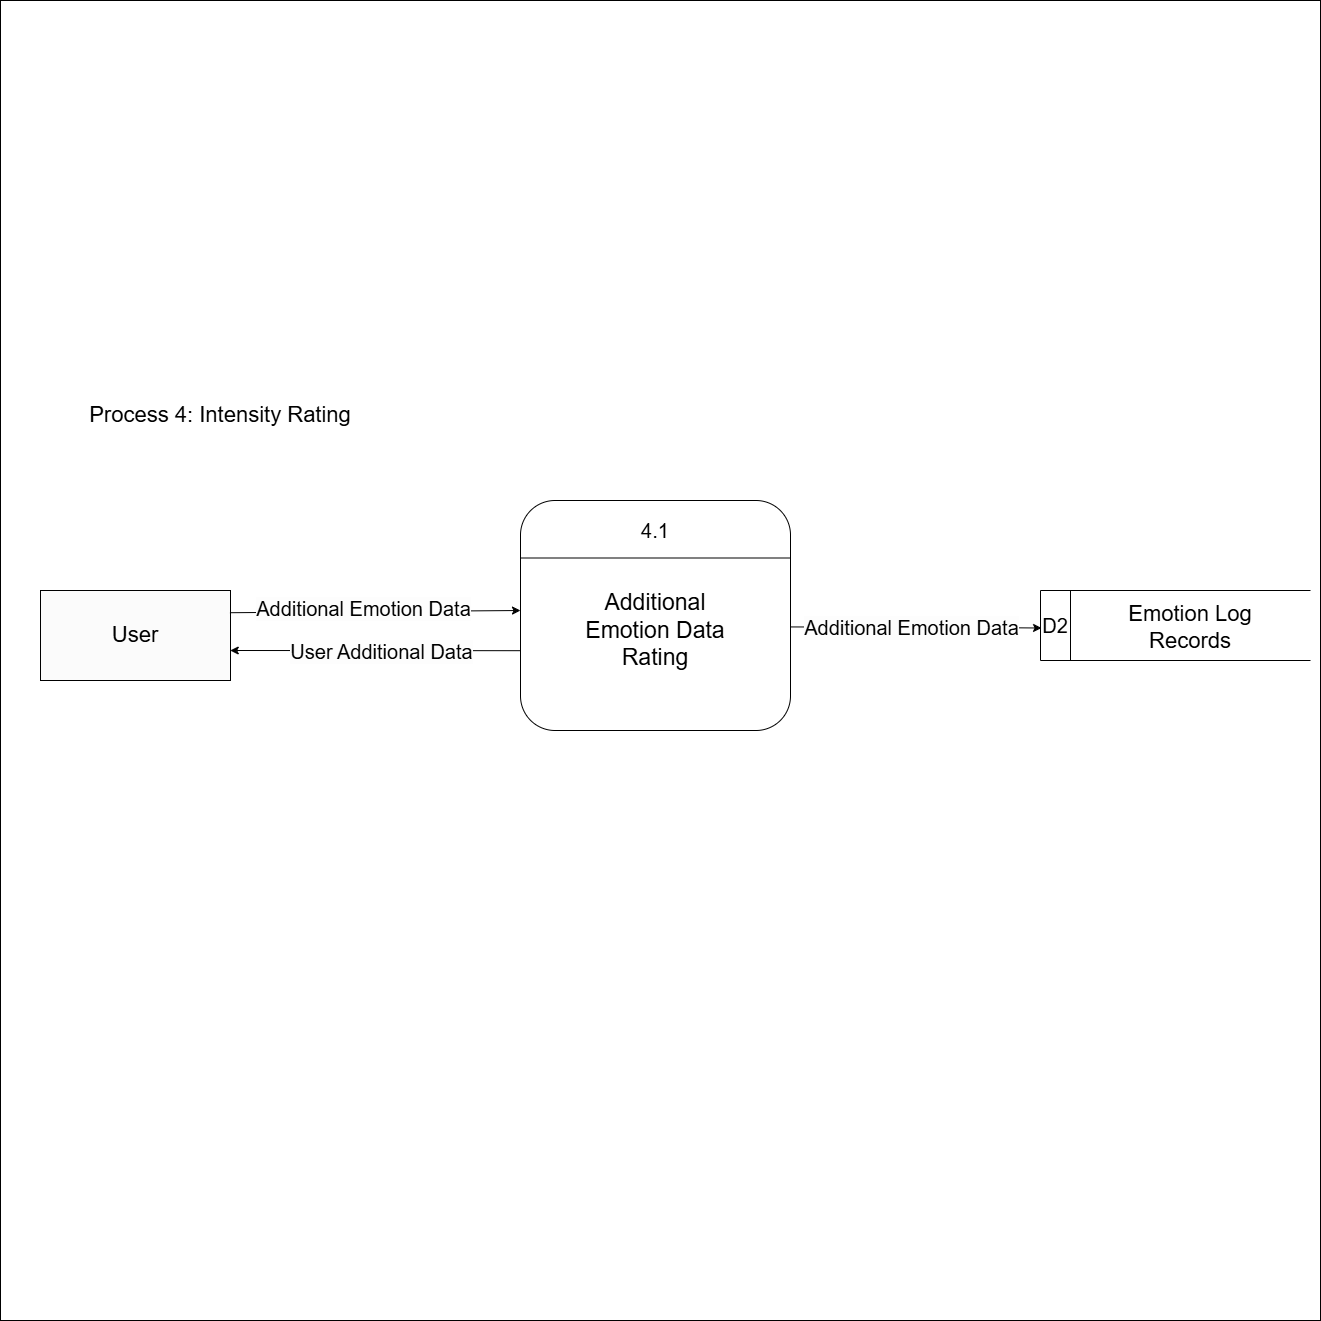 Process 4: Intensity Rating
4.1
Additional
Emotion Data
Rating
User
Additional Emotion Data
User Additional Data
Additional Emotion Data
D2
Emotion Log
Records